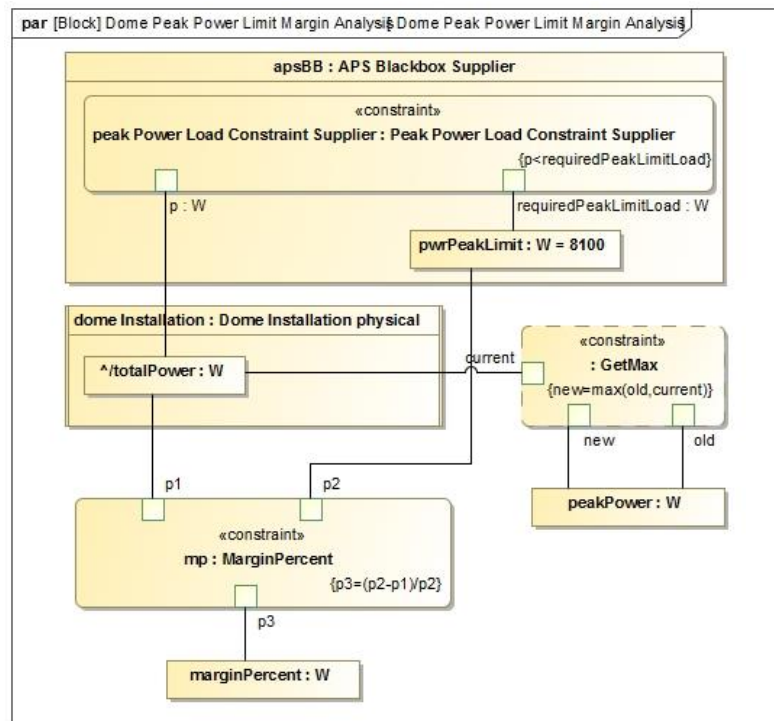 par [Block] Dome Peak Power Limit Margin Analysis[ Dome Peak Power Limit Margin Analysis]
apsBB : APS Blackbox Supplier
«constraint»
peak Power Load Constraint Supplier : Peak Power Load Constraint Supplier
{p<requiredPeakLimitLoad}
p : W
requiredPeakLimitLoad : W
pwrPeakLimit : W = 8100
dome Installation : Dome Installation physical
^/totalPower : W
current
«constraint»
: GetMax
{new=max(old,current)}
new
old
peakPower : W
p1
p2
«constraint»
mp : MarginPercent
{p3=(p2-p1)/p2}
p3
marginPercent : W